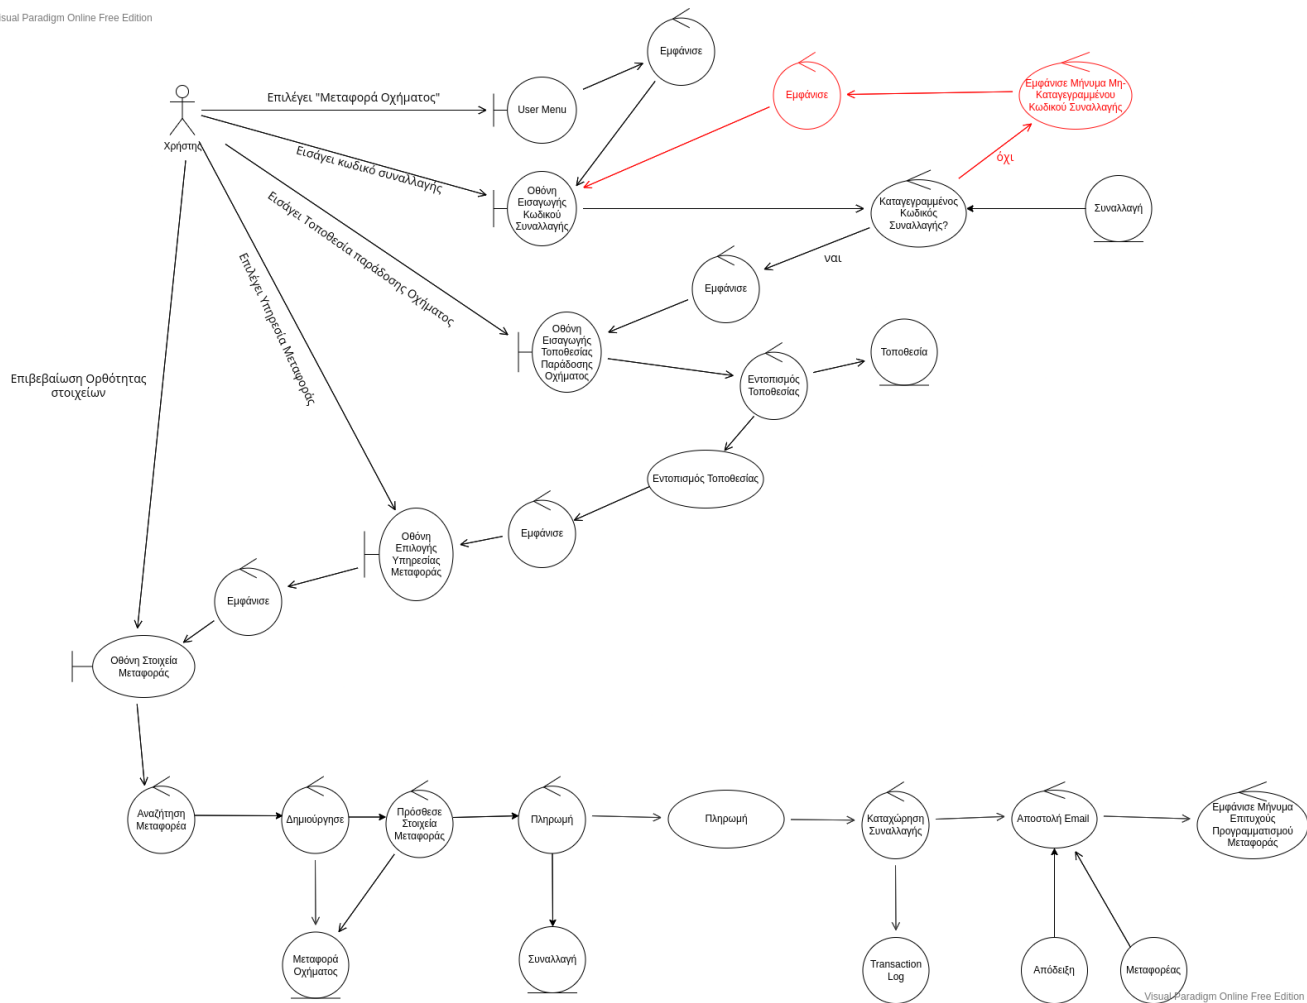 Visual Paradigm Online Free Edition
Εμφάνισε
Εμφάνισε
Εμφάνισε Μήνυμα Μη-
Καταγεγραμμένου
Κωδικού Συναλλαγής
Επιλέγει "Μεταφορά Οχήματος"
User Menu
Χρήστης
Εισάγει κωδικό συναλλαγής
όχι
Οθόνη
Εισαγωγής
Κωδικού
Συναλλαγής
Καταγεγραμμένος
Κωδικός
Συναλλαγής?
Συναλλαγή
Εισάγει Τοποθεσία παράδοσης Οχήματος
ναι
Επιλέγει Υπηρεσία Μεταφοράς
Εμφάνισε
Οθόνη
Εισαγωγής
Τοποθεσίας
Παράδοσης
Οχήματος
Τοποθεσία
Επιβεβαίωση Ορθότητας
στοιχείων
Εντοπισμός
Τοποθεσίας
Εντοπισμός Τοποθεσίας
Εμφάνισε
Οθόνη
Επιλογής
Υπηρεσίας
Μεταφοράς
Εμφάνισε
Οθόνη Στοιχεία
Μεταφοράς
Αναζήτηση
Μεταφορέα
Δημιούργησε
Πρόσθεσε
Στοιχεία
Μεταφοράς
Πληρωμή
Πληρωμή
Καταχώρηση
Συναλλαγής
Αποστολή Email
Εμφάνισε Μήνυμα
Επιτυχούς
Προγραμματισμού
Μεταφοράς
Μεταφορά
Οχήματος
Συναλλαγή
Transaction
Log
Απόδειξη
Μεταφορέας
Visual Paradigm Online Free Edition